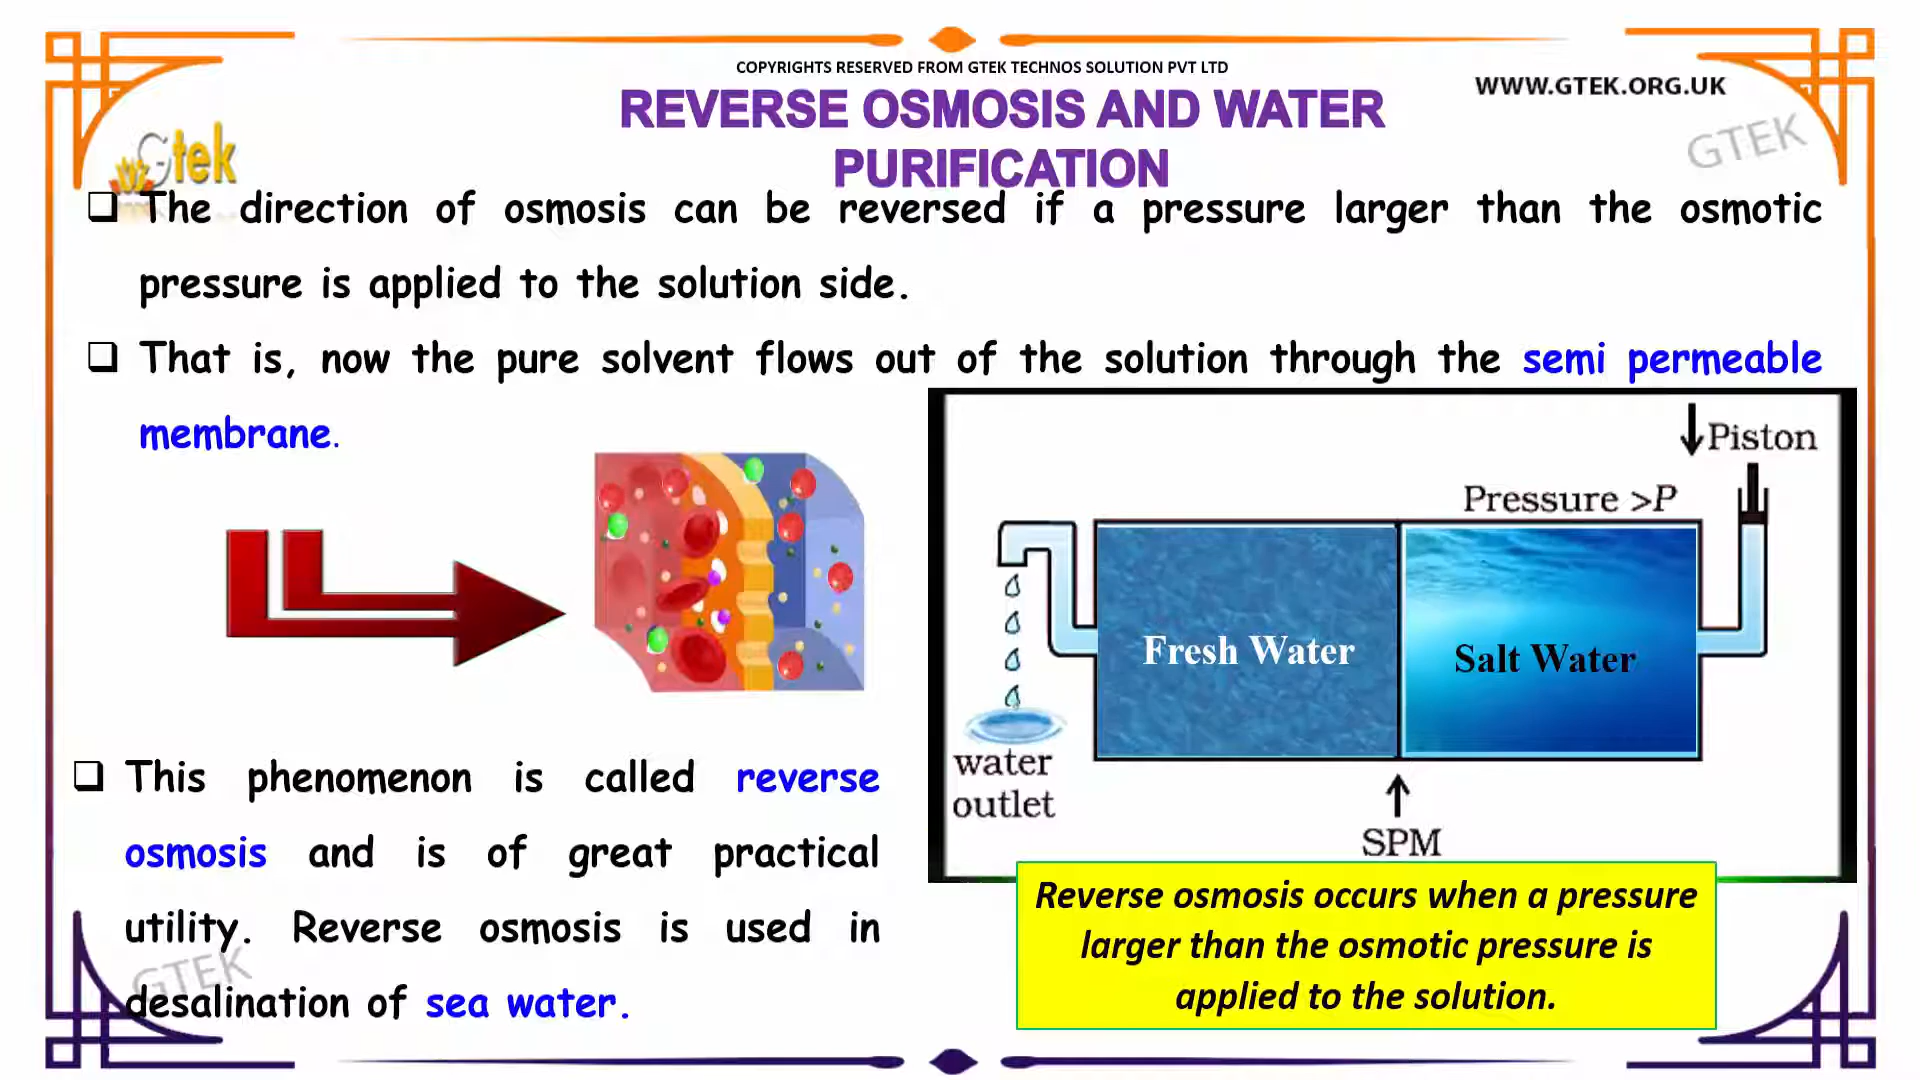 COPYRIGHTS RESERVED FROM GTEK TECHNOS SOLUTION PVT LTD
WWW.GTEK.ORG.UK
REVERSE OSMOSIS AND WATER
PURIFICATION
GTEK
Gtek
The direction of osmosis can be reversed if a pressure larger than the osmotic
pressure is applied to the solution side.
That is, now the pure solvent flows out of the solution through the semi permeable
membrane.
Piston
Pressure >P
Fresh Water
Salt Water
water
outlet
SPM
This phenomenon is called reverse
osmosis and is of great practical
utility. Reverse osmosis is used in
desalination of sea water.
GTEK
Reverse osmosis occurs when a pressure
larger than the osmotic pressure is
applied to the solution.